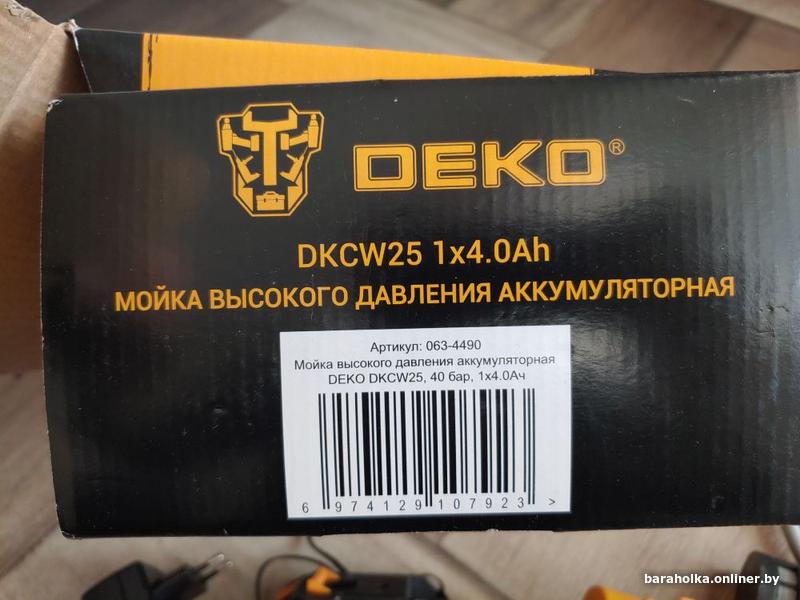 DEKO®
DKCW25 1x4.0Ah
МОЙКА ВЫСОКОГО ДАВЛЕНИЯ АККУМУЛЯТОРНАЯ
Артикул: 063-4490
Мойка высокого давления аккумуляторная
DEKO DKCW25, 40 бар, 1x4.0Ач
6 974129 107923 >
baraholka.onliner.by